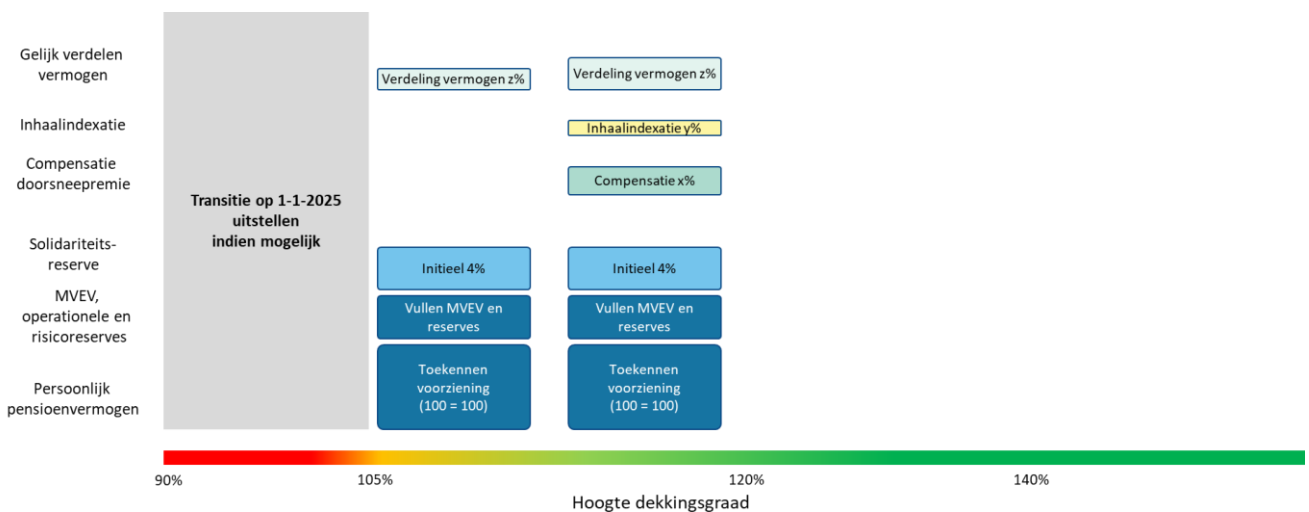 Gelijk verdelen
vermogen
Verdeling vermogen z%
Verdeling vermogen z%
Inhaalindexatie
Inhaalindexatie y%
Compensatie
doorsneepremie
Compensatie x%
Transitie op 1-1-2025
uitstellen
indien mogelijk
Solidariteits-
reserve
Initieel 4%
Initieel 4%
MVEV,
operationele en
risicoreserves
Vullen MVEV en
reserves
Vullen MVEV en
reserves
Persoonlijk
pensioenvermogen
Toekennen
voorziening
(100 = 100)
Toekennen
voorziening
(100 = 100)
90%
105%
120%
140%
Hoogte dekkingsgraad